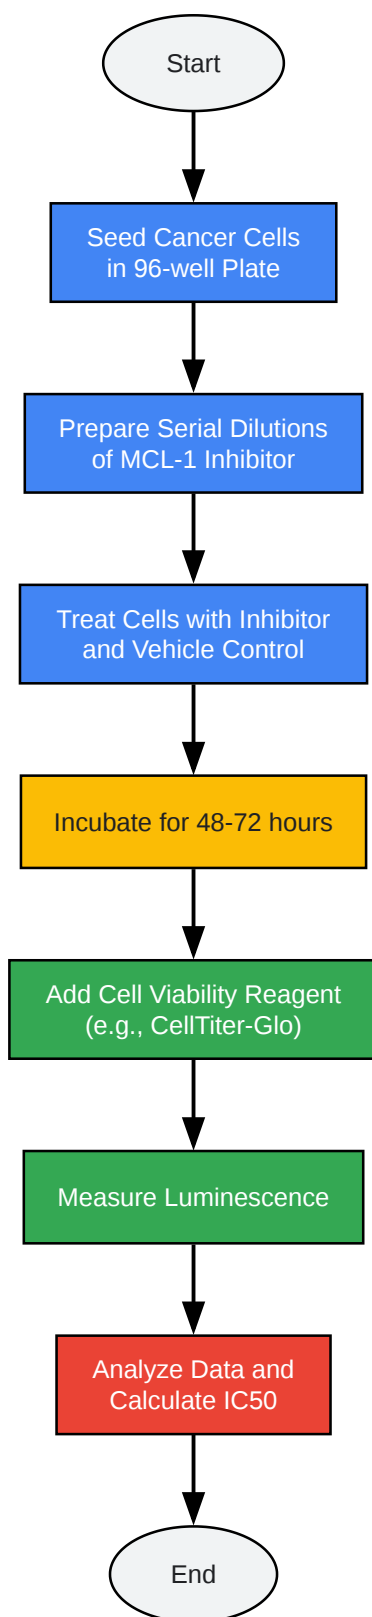 Start
Seed Cancer Cells
in 96-well Plate
Prepare Serial Dilutions
of MCL-1 Inhibitor
Treat Cells with Inhibitor
and Vehicle Control
Incubate for 48-72 hours
Add Cell Viability Reagent
(e.g., CellTiter-Glo)
Measure Luminescence
Analyze Data and
Calculate IC50
End